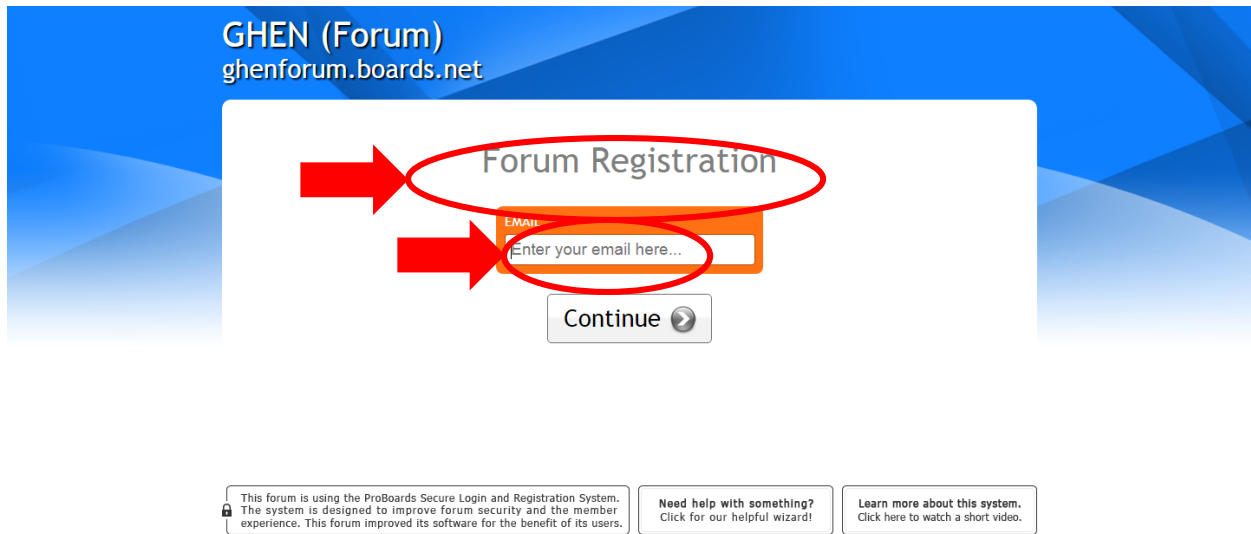 GHEN (Forum)
ghenforum.boards.net
Forum Registration
EMAIL
Enter your email here...
Continue
This forum is using the ProBoards Secure Login and Registration System.
The system is designed to improve forum security and the member
experience. This forum improved its software for the benefit of its users.
Need help with something?
Click for our helpful wizard!
Learn more about this system.
Click here to watch a short video.